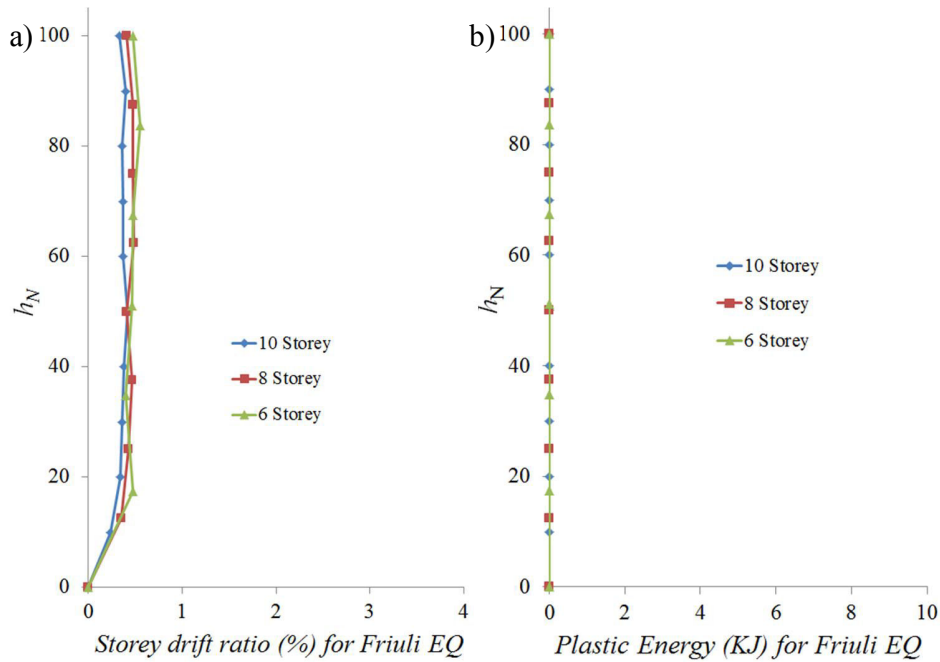 a)
100
80
60
40
20
0
h_N
10 Storey
8 Storey
6 Storey
0 1 2 3 4
Storey drift ratio (%) for Friuli EQ
b)
100
80
60
40
20
0
h_N
10 Storey
8 Storey
6 Storey
0 2 4 6 8 10
Plastic Energy (KJ) for Friuli EQ